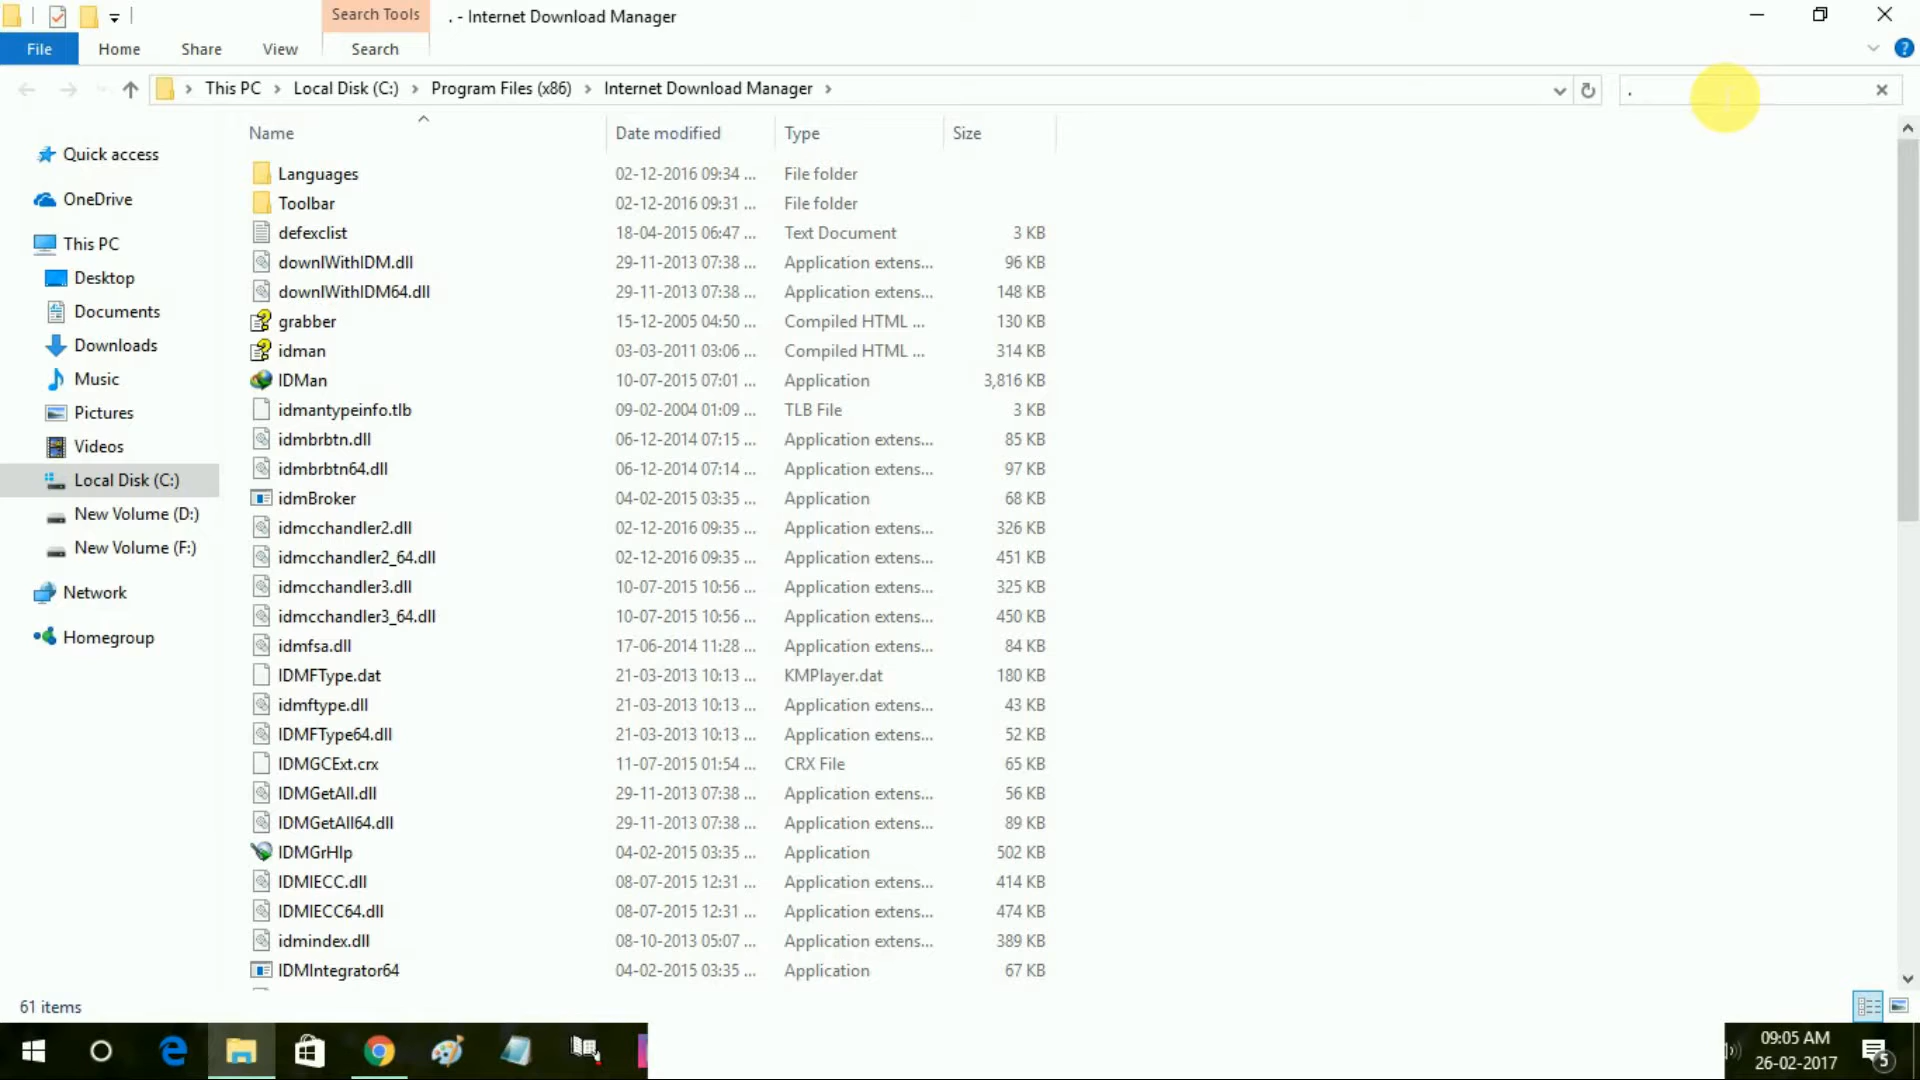 Search Tools
. - Internet Download Manager
File
Home
Share
View
Search
This PC
Local Disk (C:)
Program Files (x86)
Internet Download Manager
.
Name
Date modified
Type
Size
Quick access
OneDrive
This PC
Desktop
Documents
Downloads
Music
Pictures
Videos
Local Disk (C:)
New Volume (D:)
New Volume (F:)
Network
Homegroup
Languages 02-12-2016 09:34 ... File folder
Toolbar 02-12-2016 09:31 ... File folder
defexclist 18-04-2015 06:47 ... Text Document 3 KB
downlWithIDM.dll 29-11-2013 07:38 ... Application extens... 96 KB
downlWithIDM64.dll 29-11-2013 07:38 ... Application extens... 148 KB
grabber 15-12-2005 04:50 ... Compiled HTML ... 130 KB
idman 03-03-2011 03:06 ... Compiled HTML ... 314 KB
IDMan 10-07-2015 07:01 ... Application 3,816 KB
idmantypeinfo.tlb 09-02-2004 01:09 ... TLB File 3 KB
idmbrbtn.dll 06-12-2014 07:15 ... Application extens... 85 KB
idmbrbtn64.dll 06-12-2014 07:14 ... Application extens... 97 KB
idmBroker 04-02-2015 03:35 ... Application 68 KB
idmcchandler2.dll 02-12-2016 09:35 ... Application extens... 326 KB
idmcchandler2_64.dll 02-12-2016 09:35 ... Application extens... 451 KB
idmcchandler3.dll 10-07-2015 10:56 ... Application extens... 325 KB
idmcchandler3_64.dll 10-07-2015 10:56 ... Application extens... 450 KB
idmfsa.dll 17-06-2014 11:28 ... Application extens... 84 KB
IDMFType.dat 21-03-2013 10:13 ... KMPlayer.dat 180 KB
idmftype.dll 21-03-2013 10:13 ... Application extens... 43 KB
IDMFType64.dll 21-03-2013 10:13 ... Application extens... 52 KB
IDMGCExt.crx 11-07-2015 01:54 ... CRX File 65 KB
IDMGetAll.dll 29-11-2013 07:38 ... Application extens... 56 KB
IDMGetAll64.dll 29-11-2013 07:38 ... Application extens... 89 KB
IDMGrHlp 04-02-2015 03:35 ... Application 502 KB
IDMIECC.dll 08-07-2015 12:31 ... Application extens... 414 KB
IDMIECC64.dll 08-07-2015 12:31 ... Application extens... 474 KB
idmindex.dll 08-10-2013 05:07 ... Application extens... 389 KB
IDMIntegrator64 04-02-2015 03:35 ... Application 67 KB
61 items
09:05 AM
26-02-2017
5